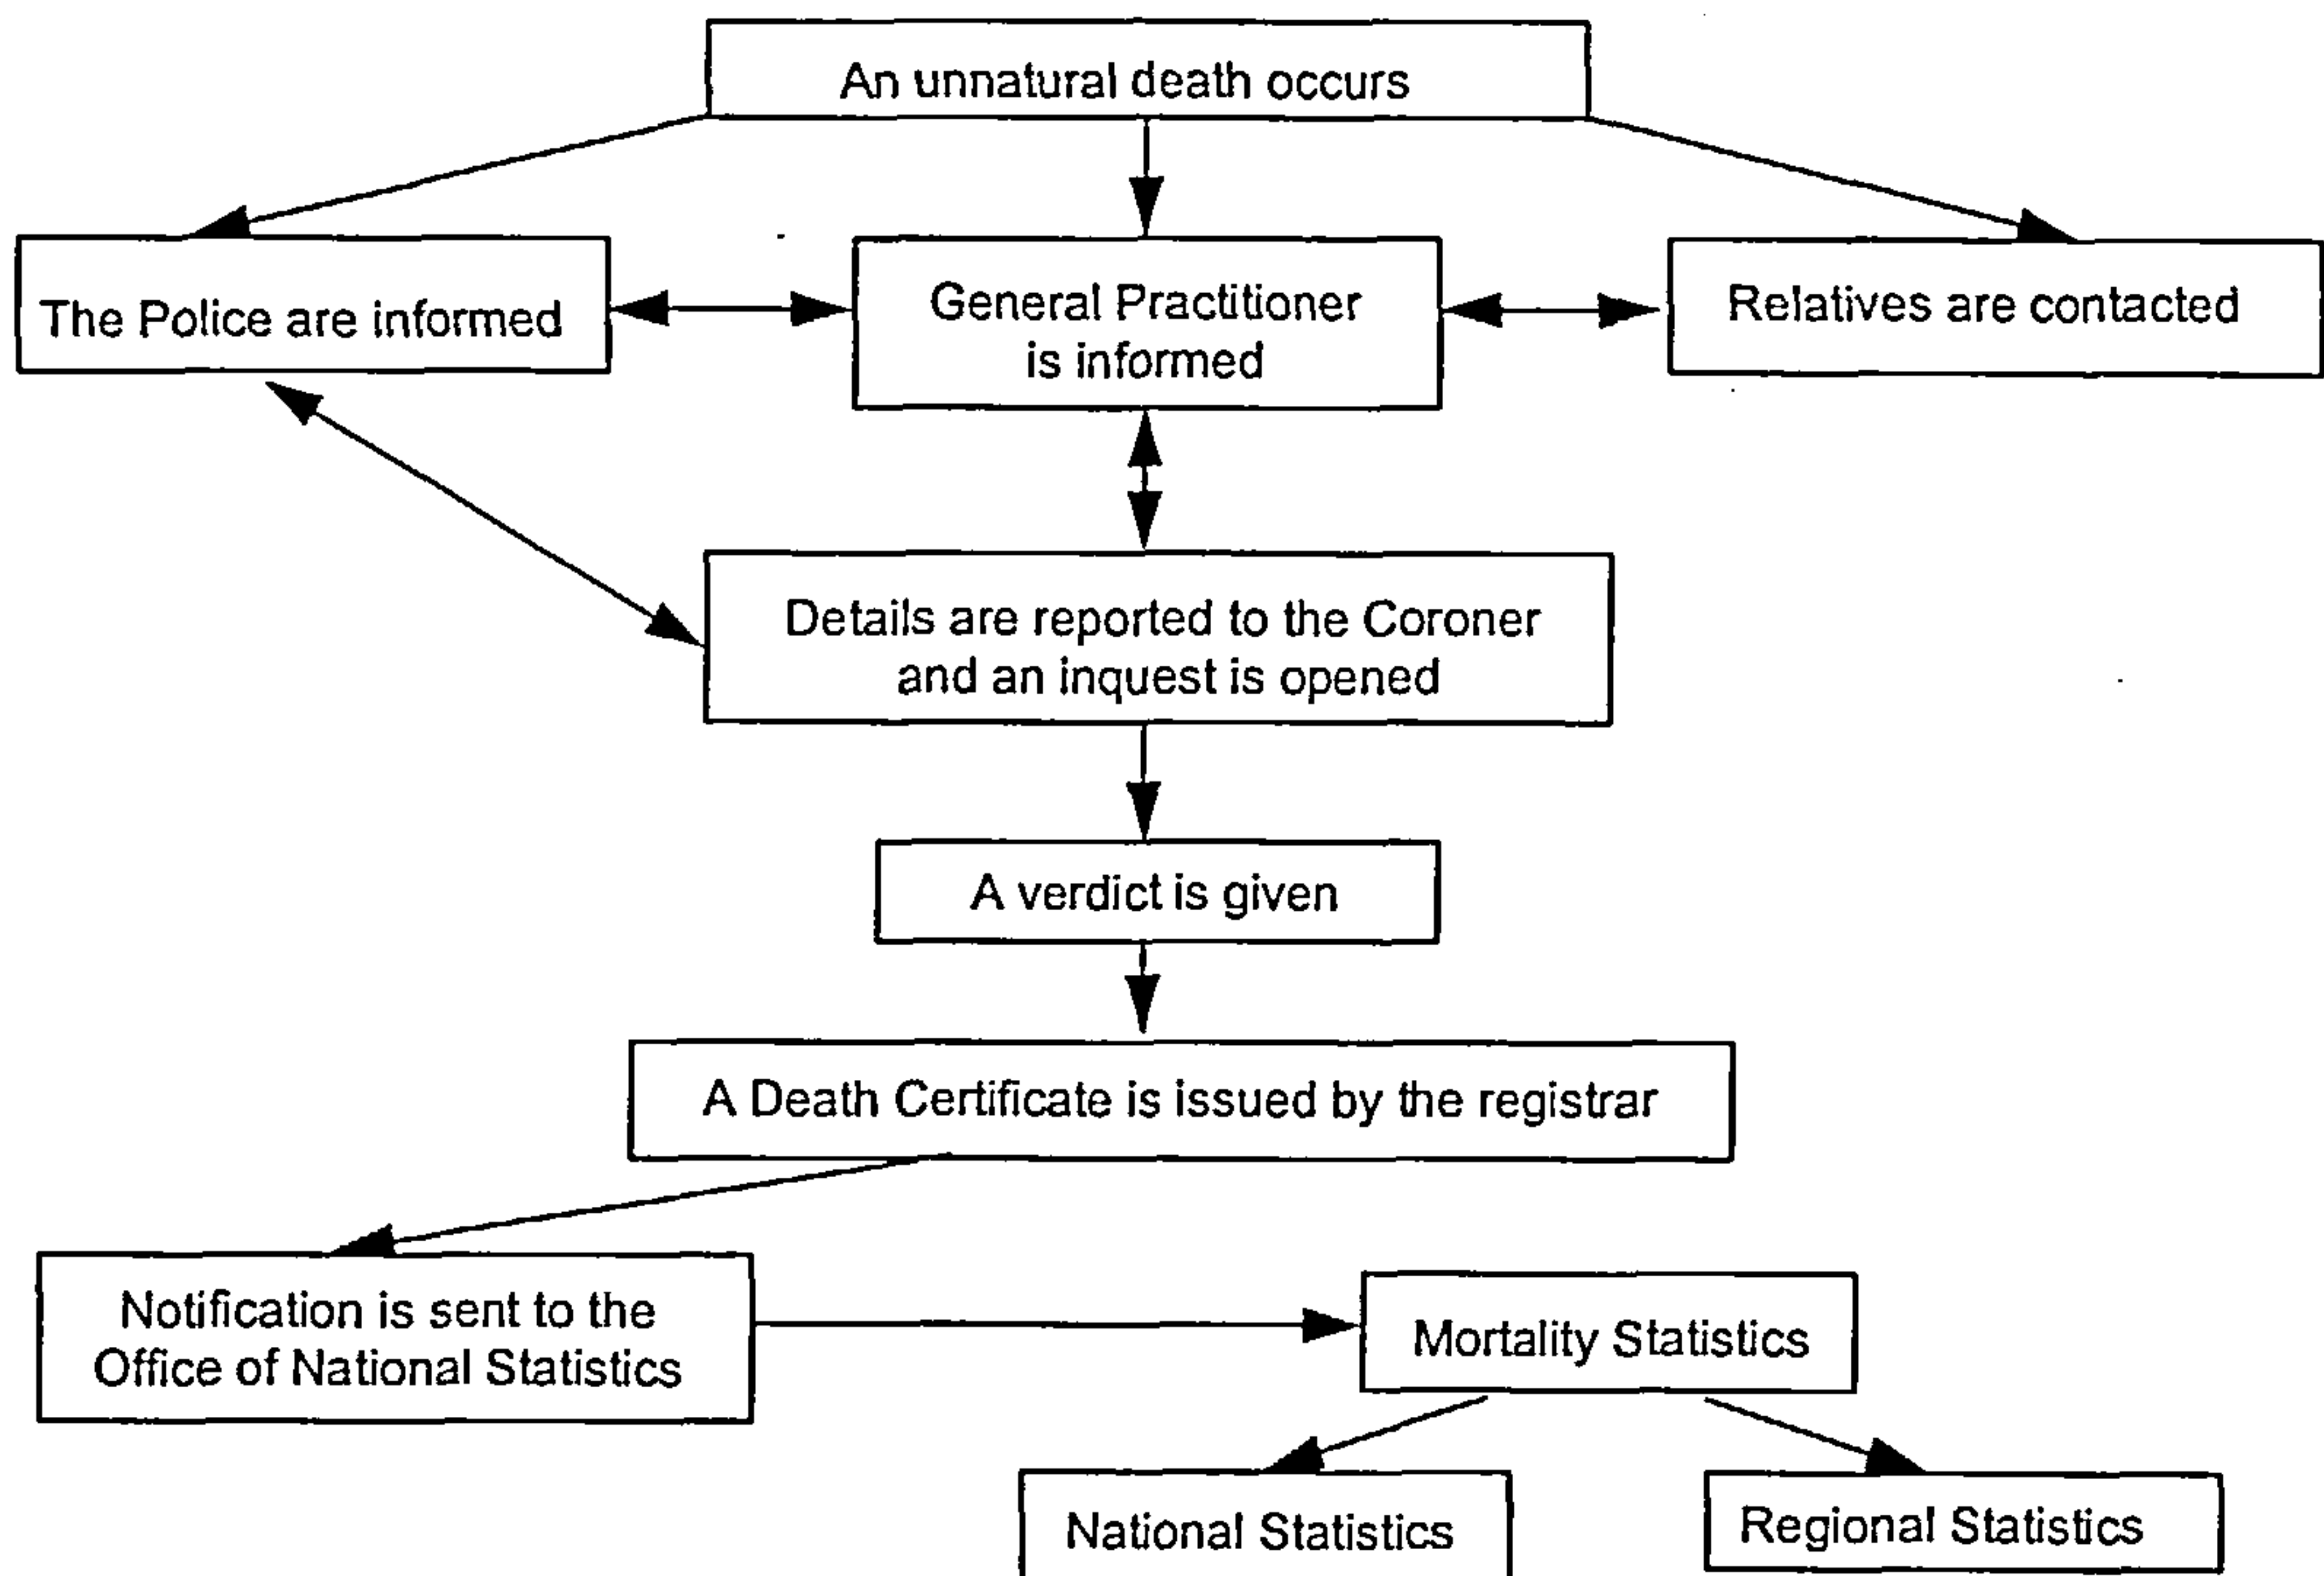 An unnatural death occurs
The Police are informed
General Practitioner
is informed
Relatives are contacted
Details are reported to the Coroner
and an inquest is opened
A verdict is given
A Death Certificate is issued by the registrar
Notification is sent to the
Office of National Statistics
Mortality Statistics
National Statistics
Regional Statistics